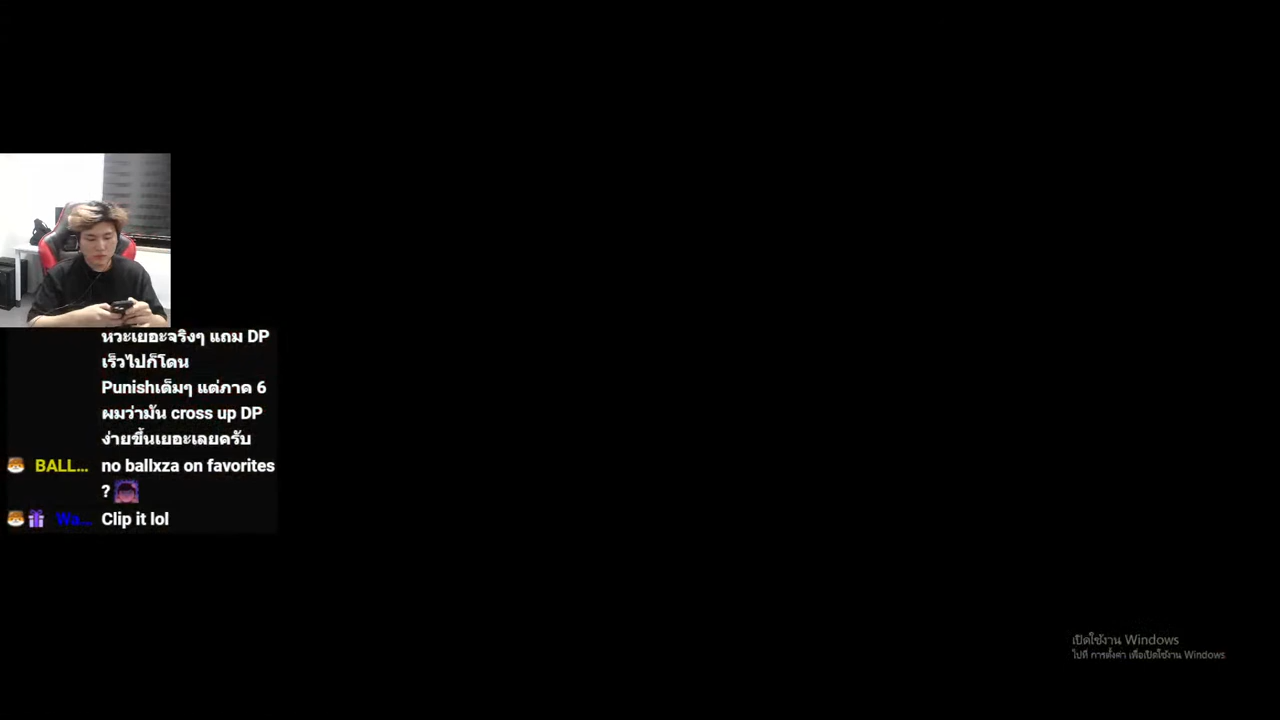 หวะเยอะจริงๆ แถม DP
เร็วไปก็โดน
Punishเต็มๆ แต่ภาค 6
ผมว่ามัน cross up DP
ง่ายขึ้นเยอะเลยครับ
BALL... no ballxza on favorites
?
Wa... Clip it lol
เปิดใช้งาน Windows
ไปที่ การตั้งค่า เพื่อเปิดใช้งาน Windows